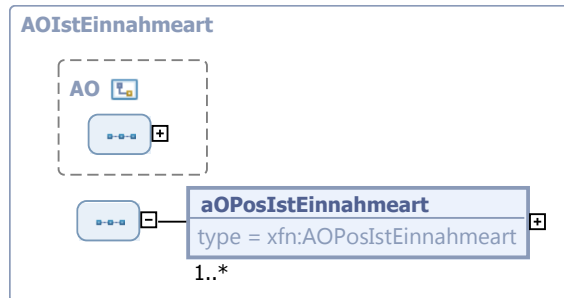 AOIstEinnahmeart
AO
aOPosIstEinnahmeart
type = xfn:AOPosIstEinnahmeart
1..*